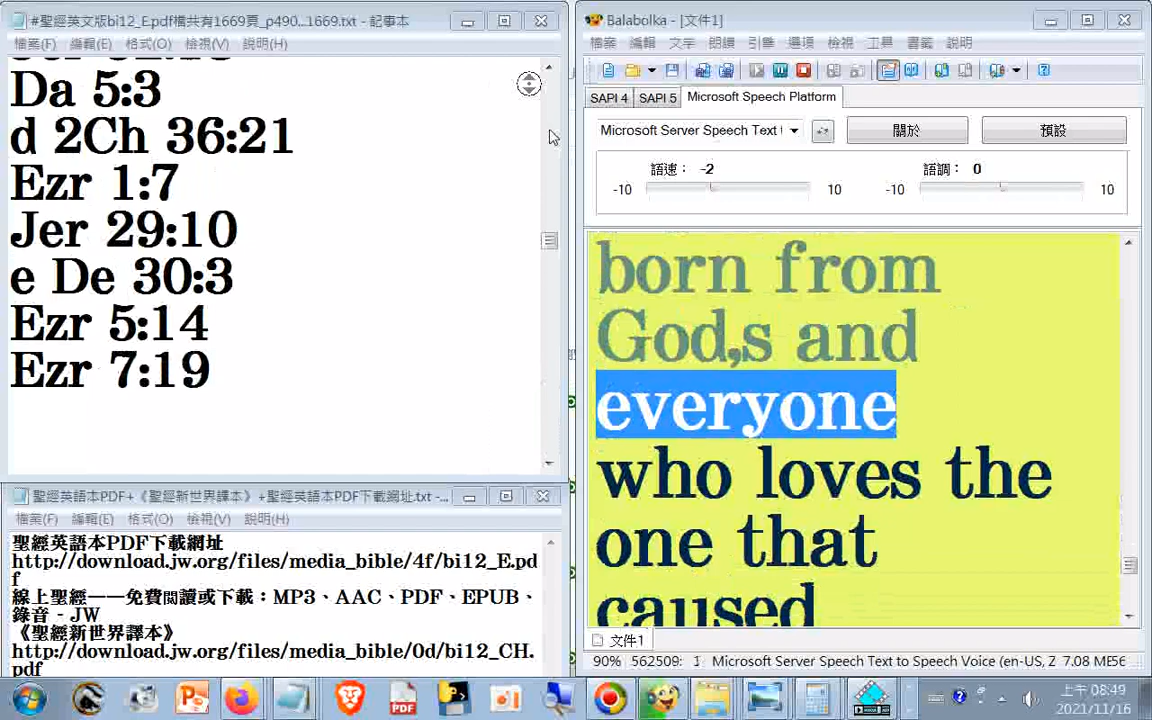 #聖經英文版bi12_E.pdf檔共有1669頁_p490...1669.txt - 記事本
檔案(F) 編輯(E) 格式(O) 檢視(V) 說明(H)
Da 5:3
d 2Ch 36:21
Ezr 1:7
Jer 29:10
e De 30:3
Ezr 5:14
Ezr 7:19
聖經英語本PDF+《聖經新世界譯本》+聖經英語本PDF下載網址.txt -...
檔案(F) 編輯(E) 格式(O) 檢視(V) 說明(H)
聖經英語本PDF下載網址
http://download.jw.org/files/media_bible/4f/bi12_E.pd
f
線上聖經——免費閱讀或下載：MP3、AAC、PDF、EPUB、
錄音 - JW
《聖經新世界譯本》
http://download.jw.org/files/media_bible/0d/bi12_CH.
pdf
Balabolka - [文件1]
檔案 編輯 文字 朗讀 引擎 選項 檢視 工具 書籤 說明
SAPI 4 SAPI 5 Microsoft Speech Platform
Microsoft Server Speech Text 關於 預設
語速： -2 語調： 0
-10 10 -10 10
born from
God,s and
everyone
who loves the
one that
caused
文件1
90% 562509: 1 Microsoft Server Speech Text to Speech Voice (en-US, Z 7.08 ME56
上午 08:49
2021/11/16